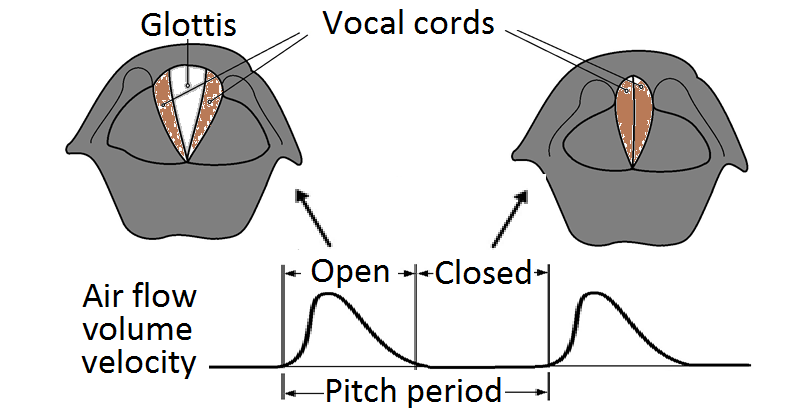 Glottis
Vocal cords
Open
Closed
Air flow
volume
velocity
Pitch period